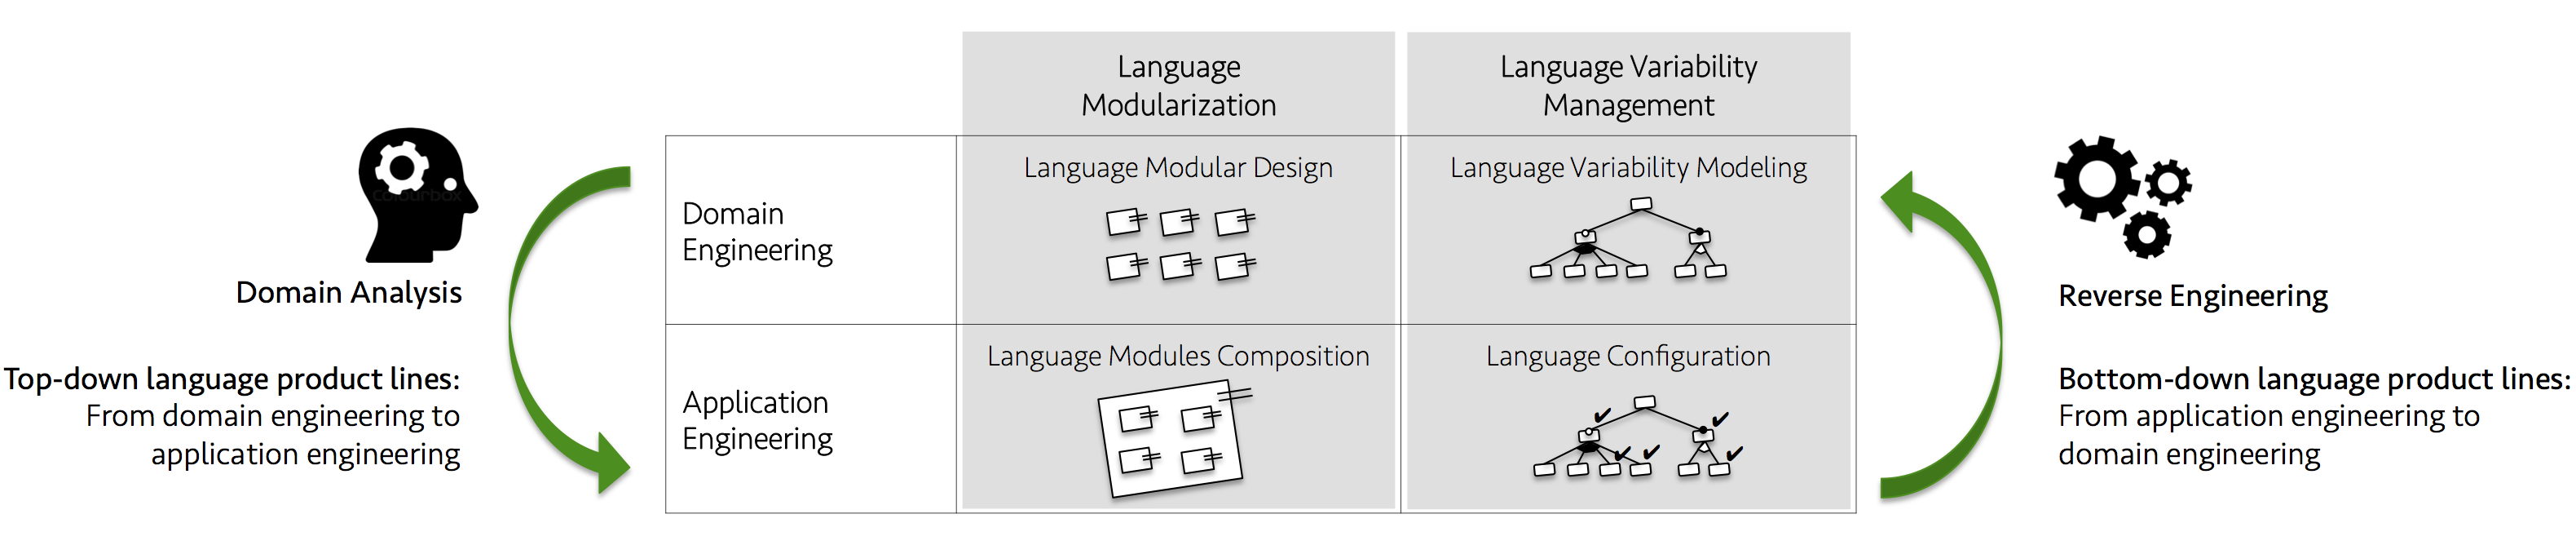 Language
Modularization
Language Variability
Management
Language Modular Design
Language Variability Modeling
Domain
Engineering
Language Modules Composition
Language Configuration
Application
Engineering
colourbox
Domain Analysis
Top-down language product lines:
From domain engineering to
application engineering
Reverse Engineering
Bottom-down language product lines:
From application engineering to
domain engineering